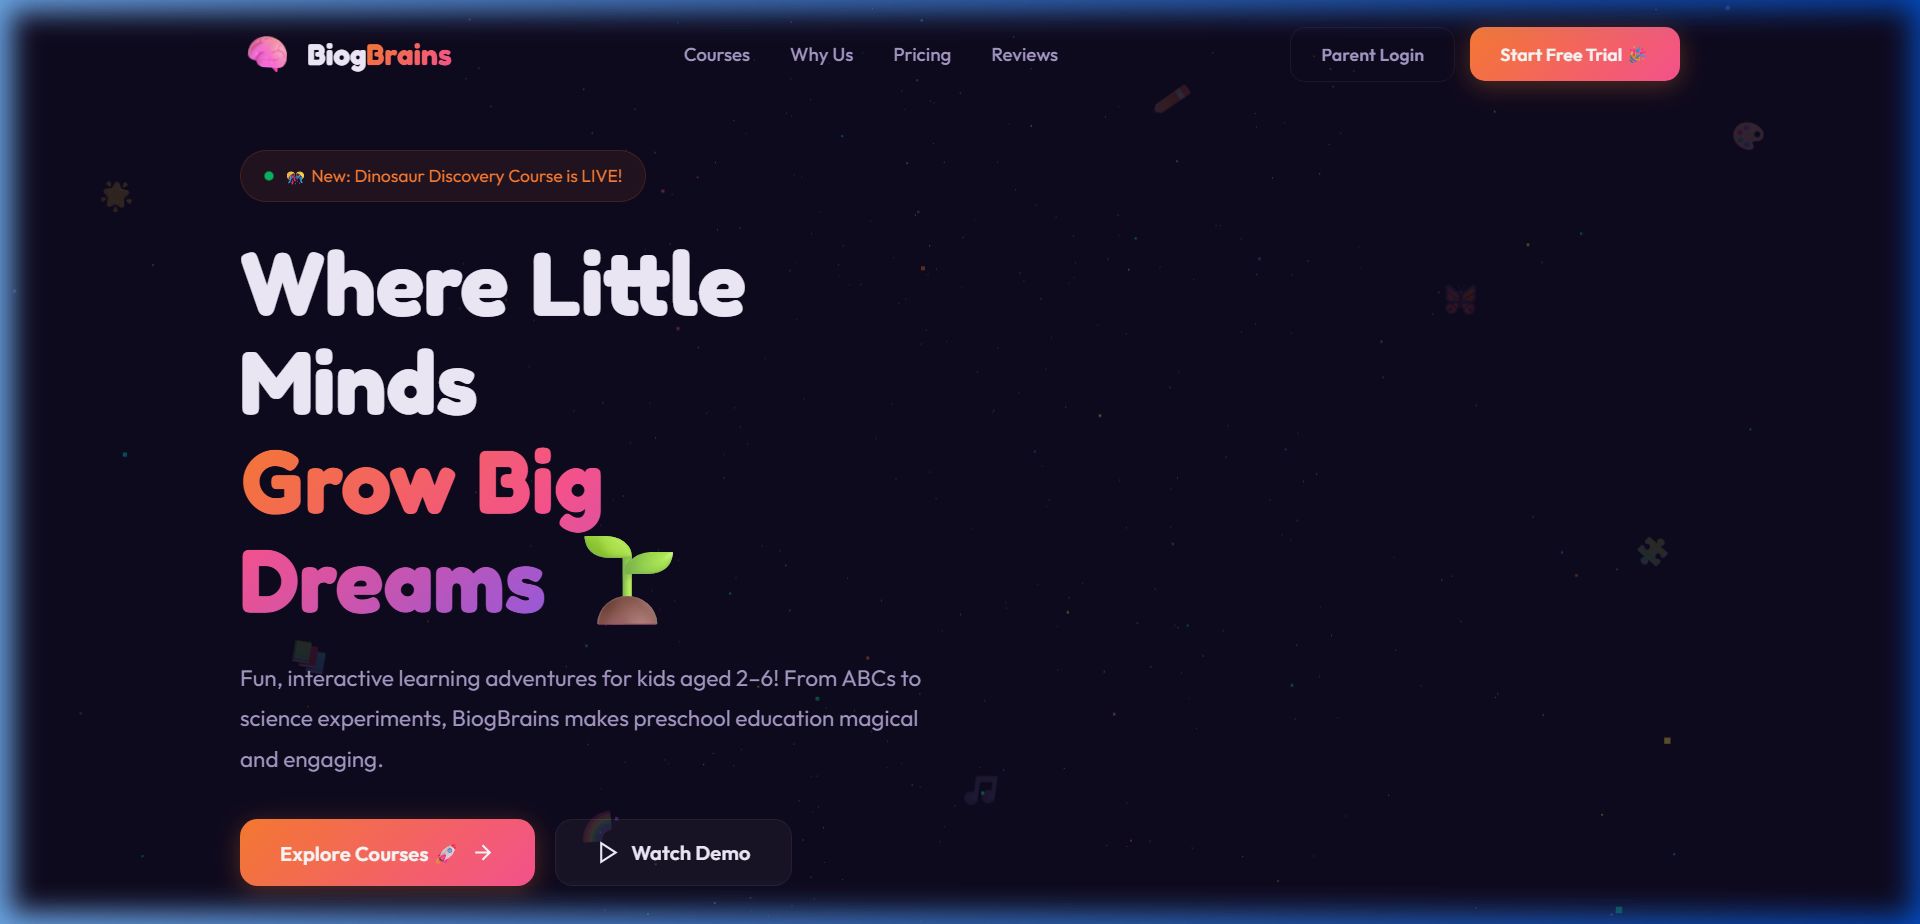 BiogBrains
Courses
Why Us
Pricing
Reviews
Parent Login
Start Free Trial 🎉
🎊 New: Dinosaur Discovery Course is LIVE!
Where Little
Minds
Grow Big
Dreams 🌱
Fun, interactive learning adventures for kids aged 2–6! From ABCs to
science experiments, BiogBrains makes preschool education magical
and engaging.
Explore Courses 🚀 →
Watch Demo